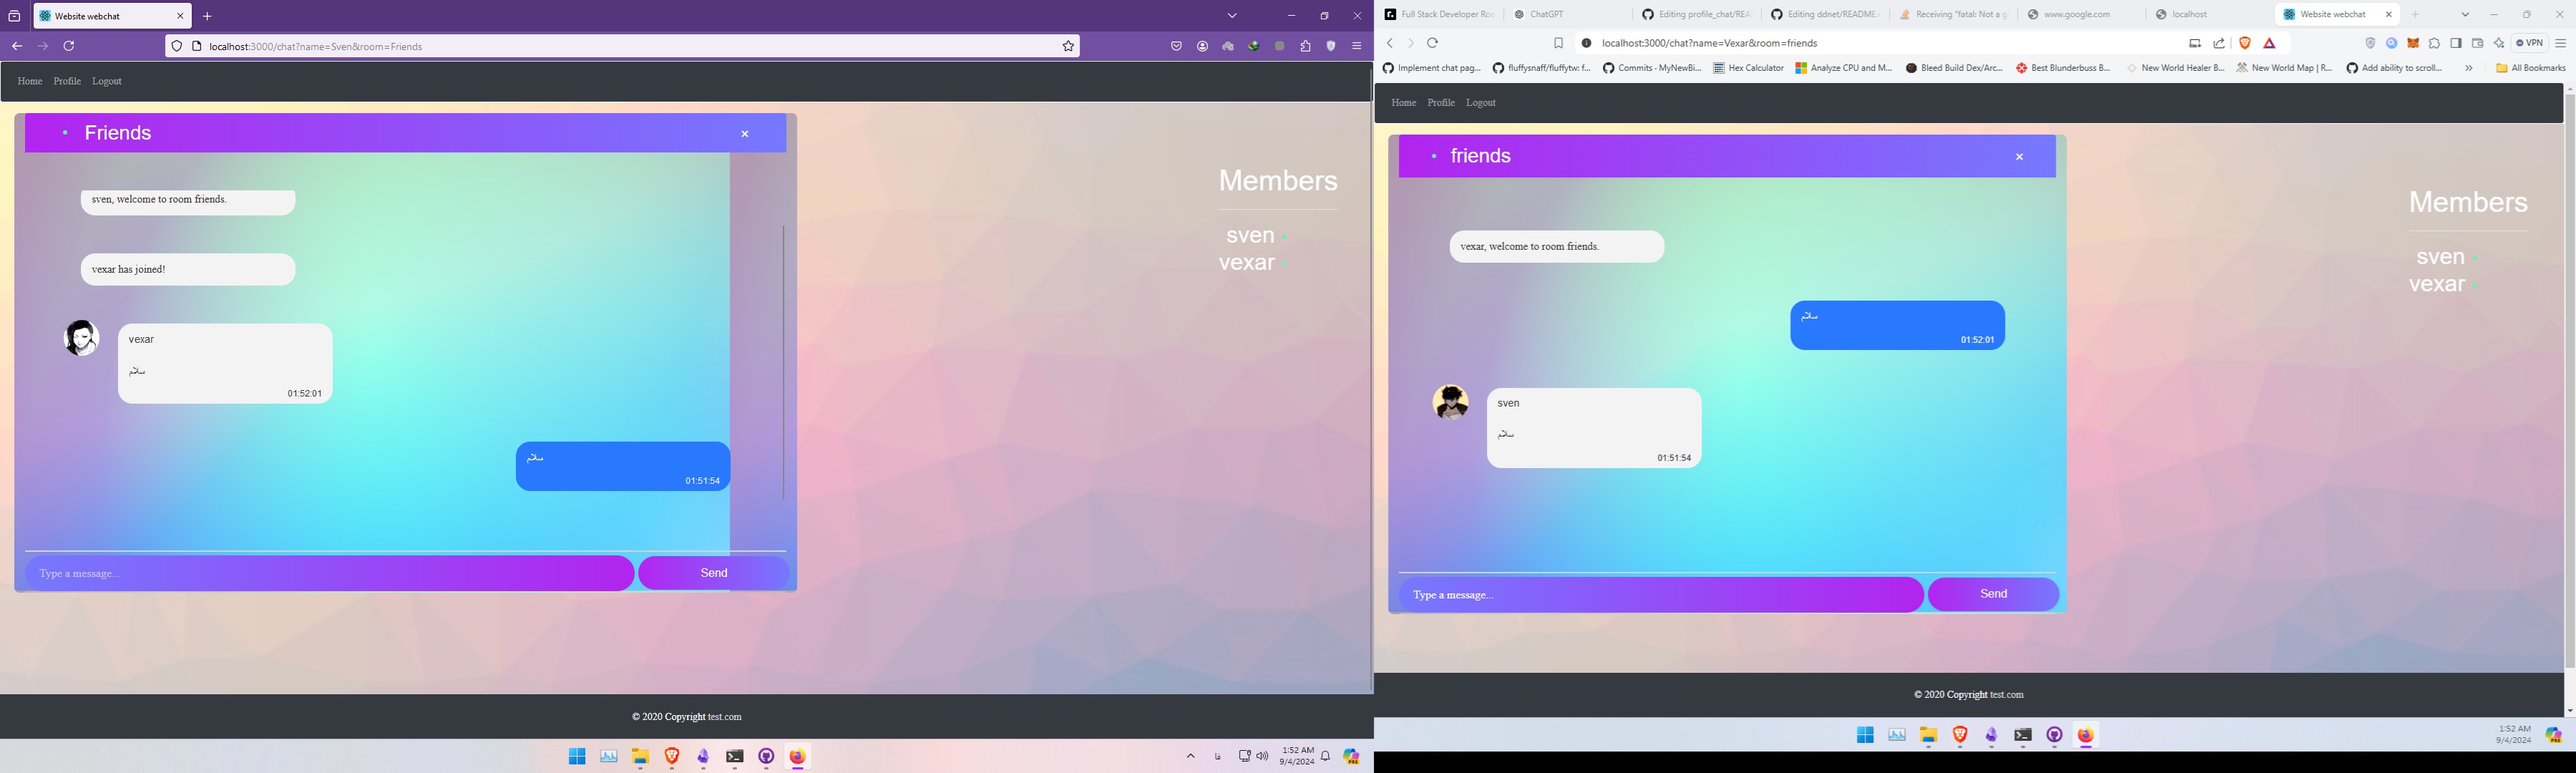 Website webchat
localhost:3000/chat?name=Sven&room=Friends
Home Profile Logout
Friends
sven, welcome to room friends.
vexar has joined!
vexar
سلام
01:52:01
سلام
01:51:54
Type a message...
Send
Members
sven
vexar
© 2020 Copyright test.com
فا
1:52 AM
9/4/2024
Full Stack Developer Roa
ChatGPT
Editing profile_chat/REA
Editing ddnet/README.
Receiving "fatal: Not a g
www.google.com
localhost
Website webchat
localhost:3000/chat?name=Vexar&room=friends
VPN
Implement chat pag...
fluffysnaff/fluffytw: f...
Commits · MyNewBi...
Hex Calculator
Analyze CPU and M...
Bleed Build Dex/Arc...
Best Blunderbuss B...
New World Healer B...
New World Map | R...
Add ability to scroll...
All Bookmarks
Home Profile Logout
friends
vexar, welcome to room friends.
سلام
01:52:01
sven
سلام
01:51:54
Type a message...
Send
Members
sven
vexar
© 2020 Copyright test.com
1:52 AM
9/4/2024